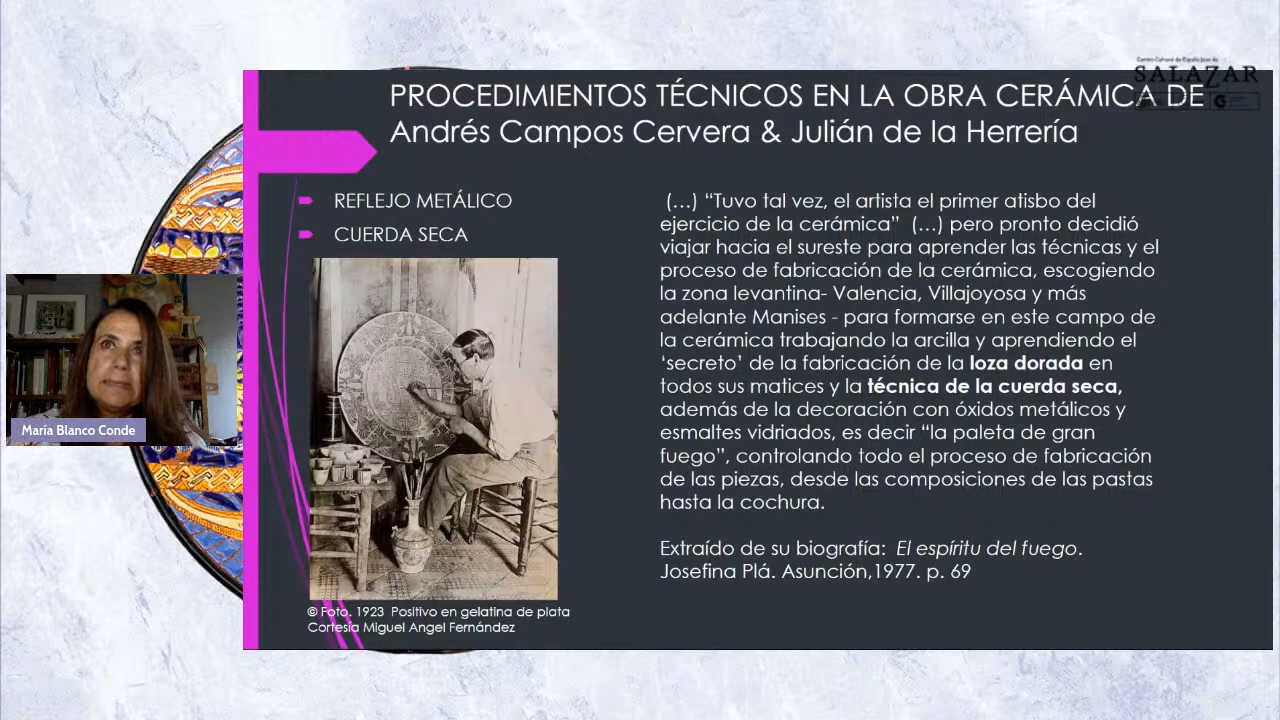 Centro Cultural de España Juan de
SALAZAR
PROCEDIMIENTOS TÉCNICOS EN LA OBRA CERÁMICA DE
Andrés Campos Cervera & Julián de la Herrería
REFLEJO METÁLICO
CUERDA SECA
María Blanco Conde
© Foto. 1923 Positivo en gelatina de plata
Cortesía Miguel Angel Fernández
(...) “Tuvo tal vez, el artista el primer atisbo del
ejercicio de la cerámica” (...) pero pronto decidió
viajar hacia el sureste para aprender las técnicas y el
proceso de fabricación de la cerámica, escogiendo
la zona levantina- Valencia, Villajoyosa y más
adelante Manises - para formarse en este campo de
la cerámica trabajando la arcilla y aprendiendo el
‘secreto’ de la fabricación de la loza dorada en
todos sus matices y la técnica de la cuerda seca,
además de la decoración con óxidos metálicos y
esmaltes vidriados, es decir “la paleta de gran
fuego”, controlando todo el proceso de fabricación
de las piezas, desde las composiciones de las pastas
hasta la cochura.
Extraído de su biografía: El espíritu del fuego.
Josefina Plá. Asunción,1977. p. 69